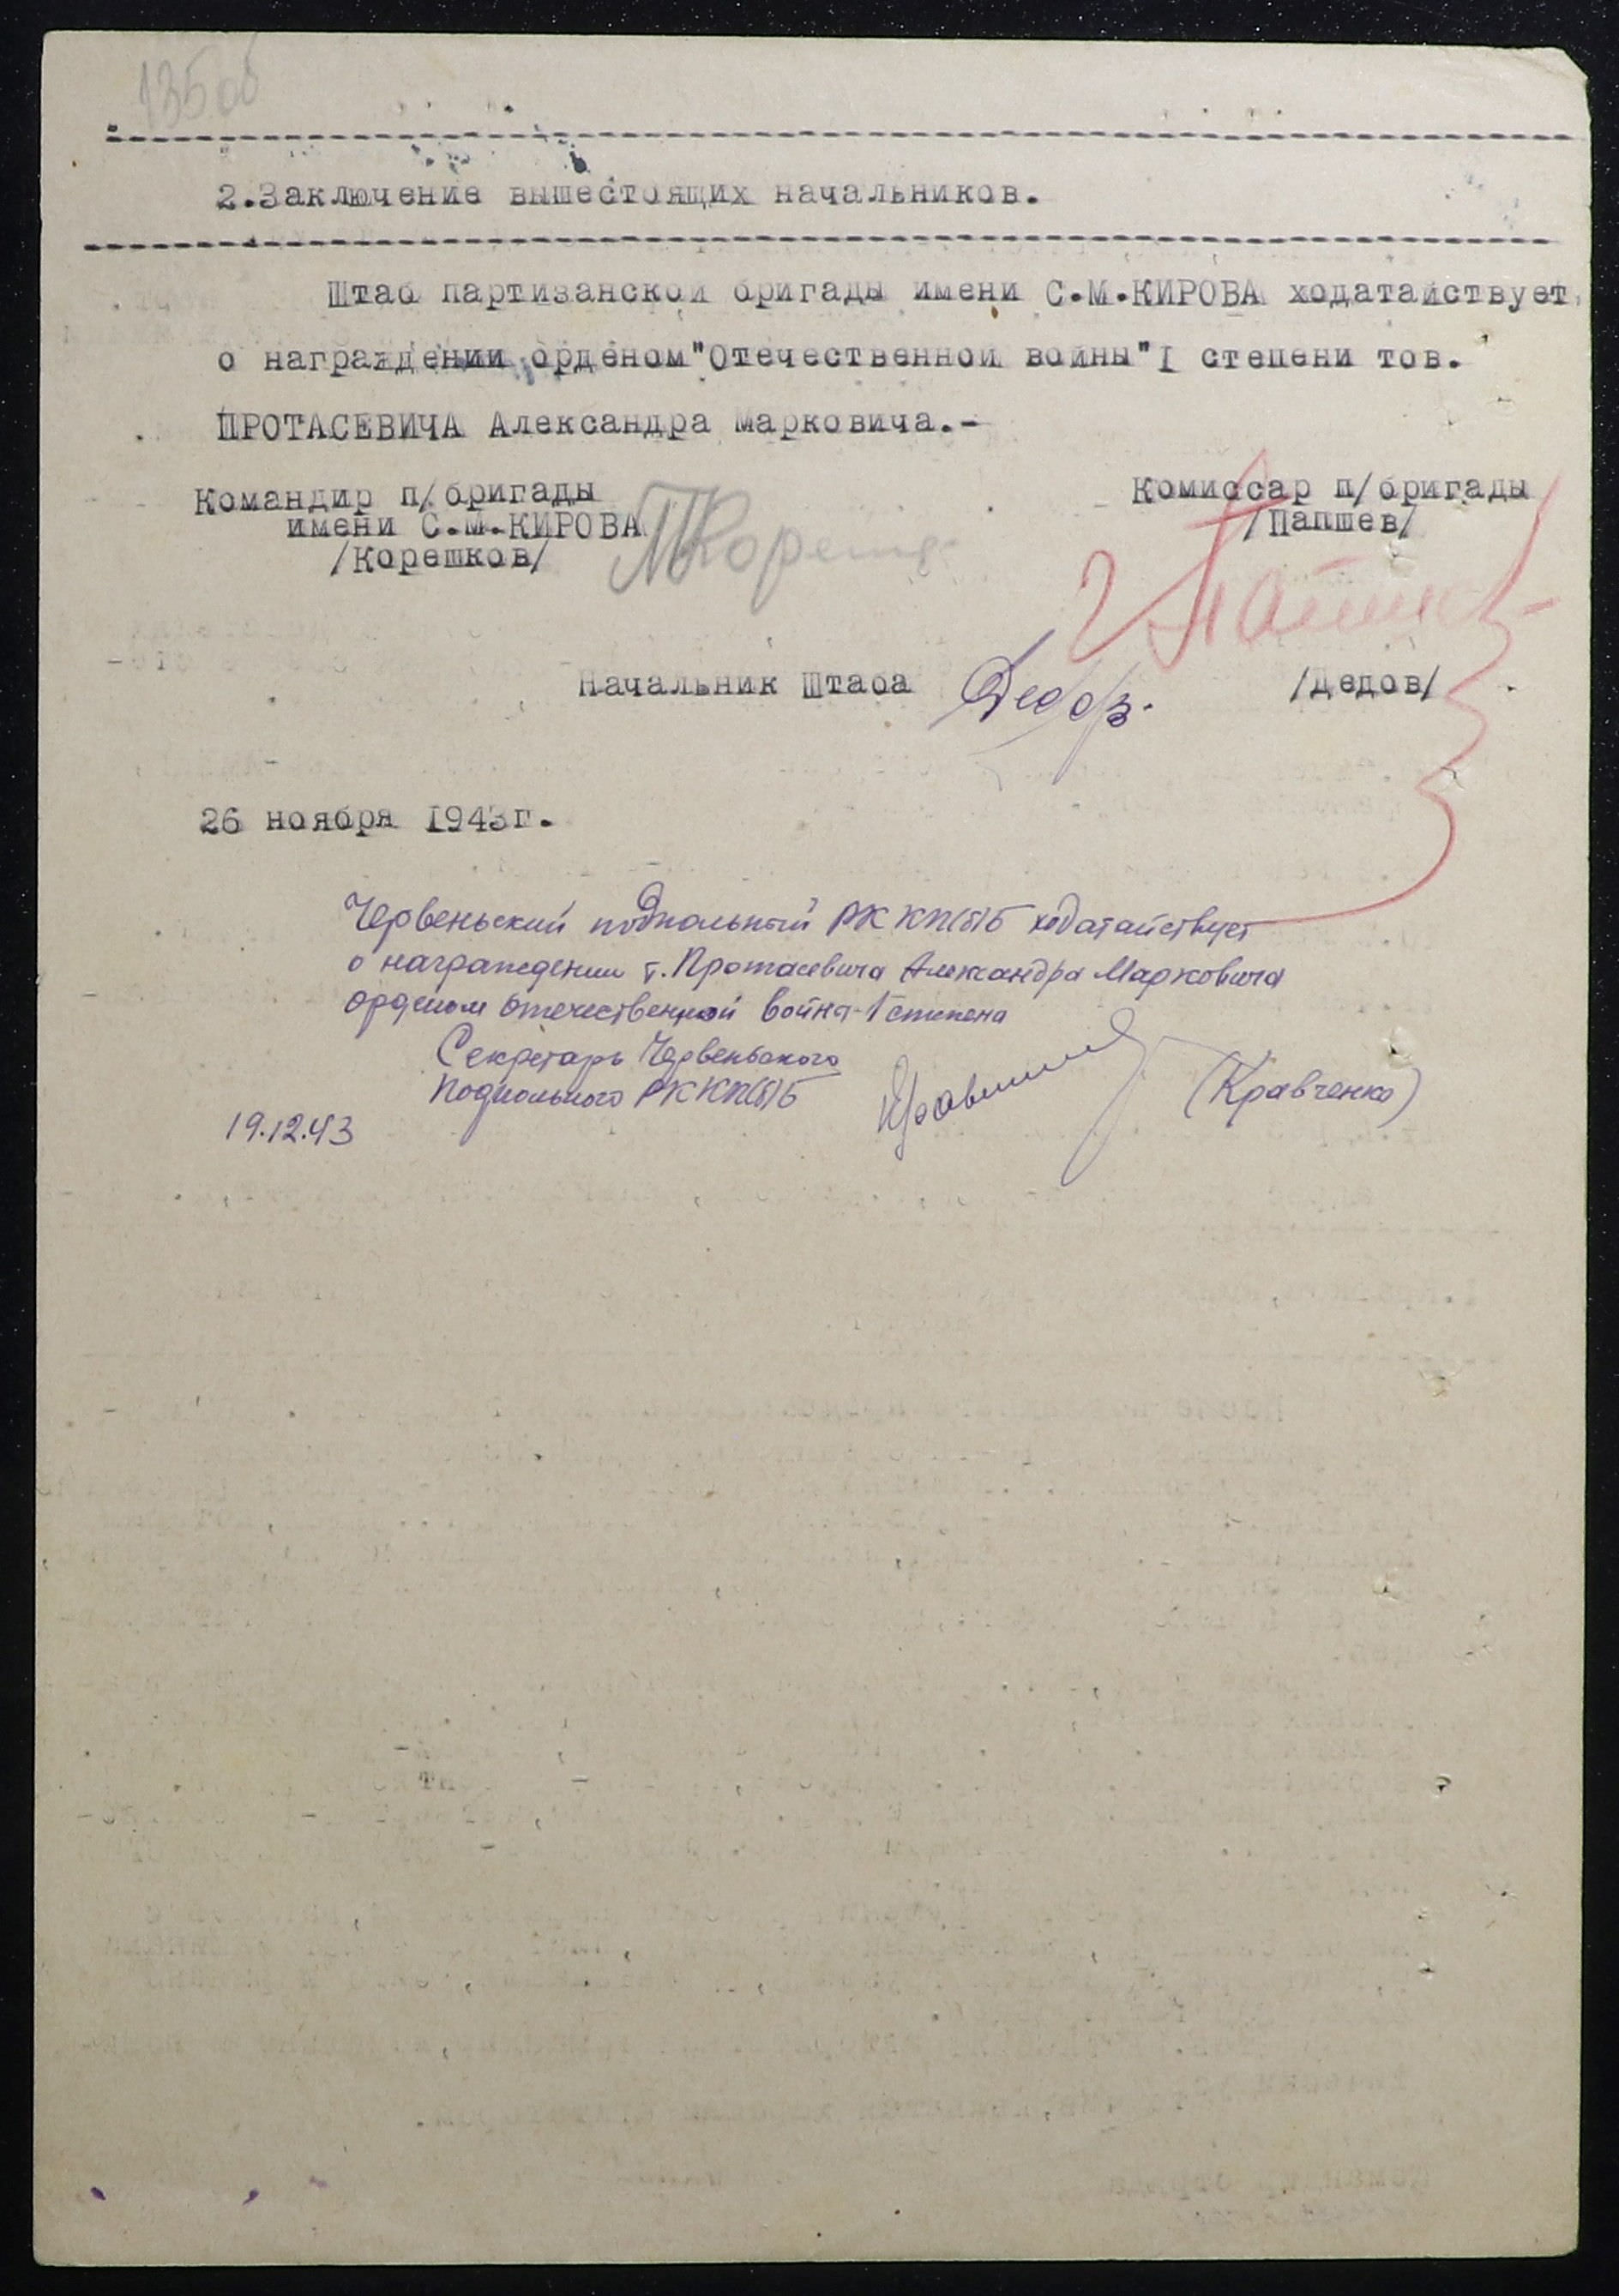 135об
2.Заключение вышестоящих начальников.
Штаб партизанской бригады имени С.М.КИРОВА ходатайствует
о награждении орденом "Отечественной войны" I степени тов.
ПРОТАСЕВИЧА Александра Марковича.-
Командир п/бригады
имени С.М.КИРОВА
/Корешков/
Комиссар п/бригады
/Папшев/
Начальник Штаба /Дедов/
26 ноября 1943г.
Червеньский подпольный РК КП(б)Б ходатайствует
о награждении т. Протасевича Александра Марковича
орденом Отечественной война 1 степена
Секретарь Червеньского
Подпольного РК КП(б)Б (Кравченко)
19.12.43